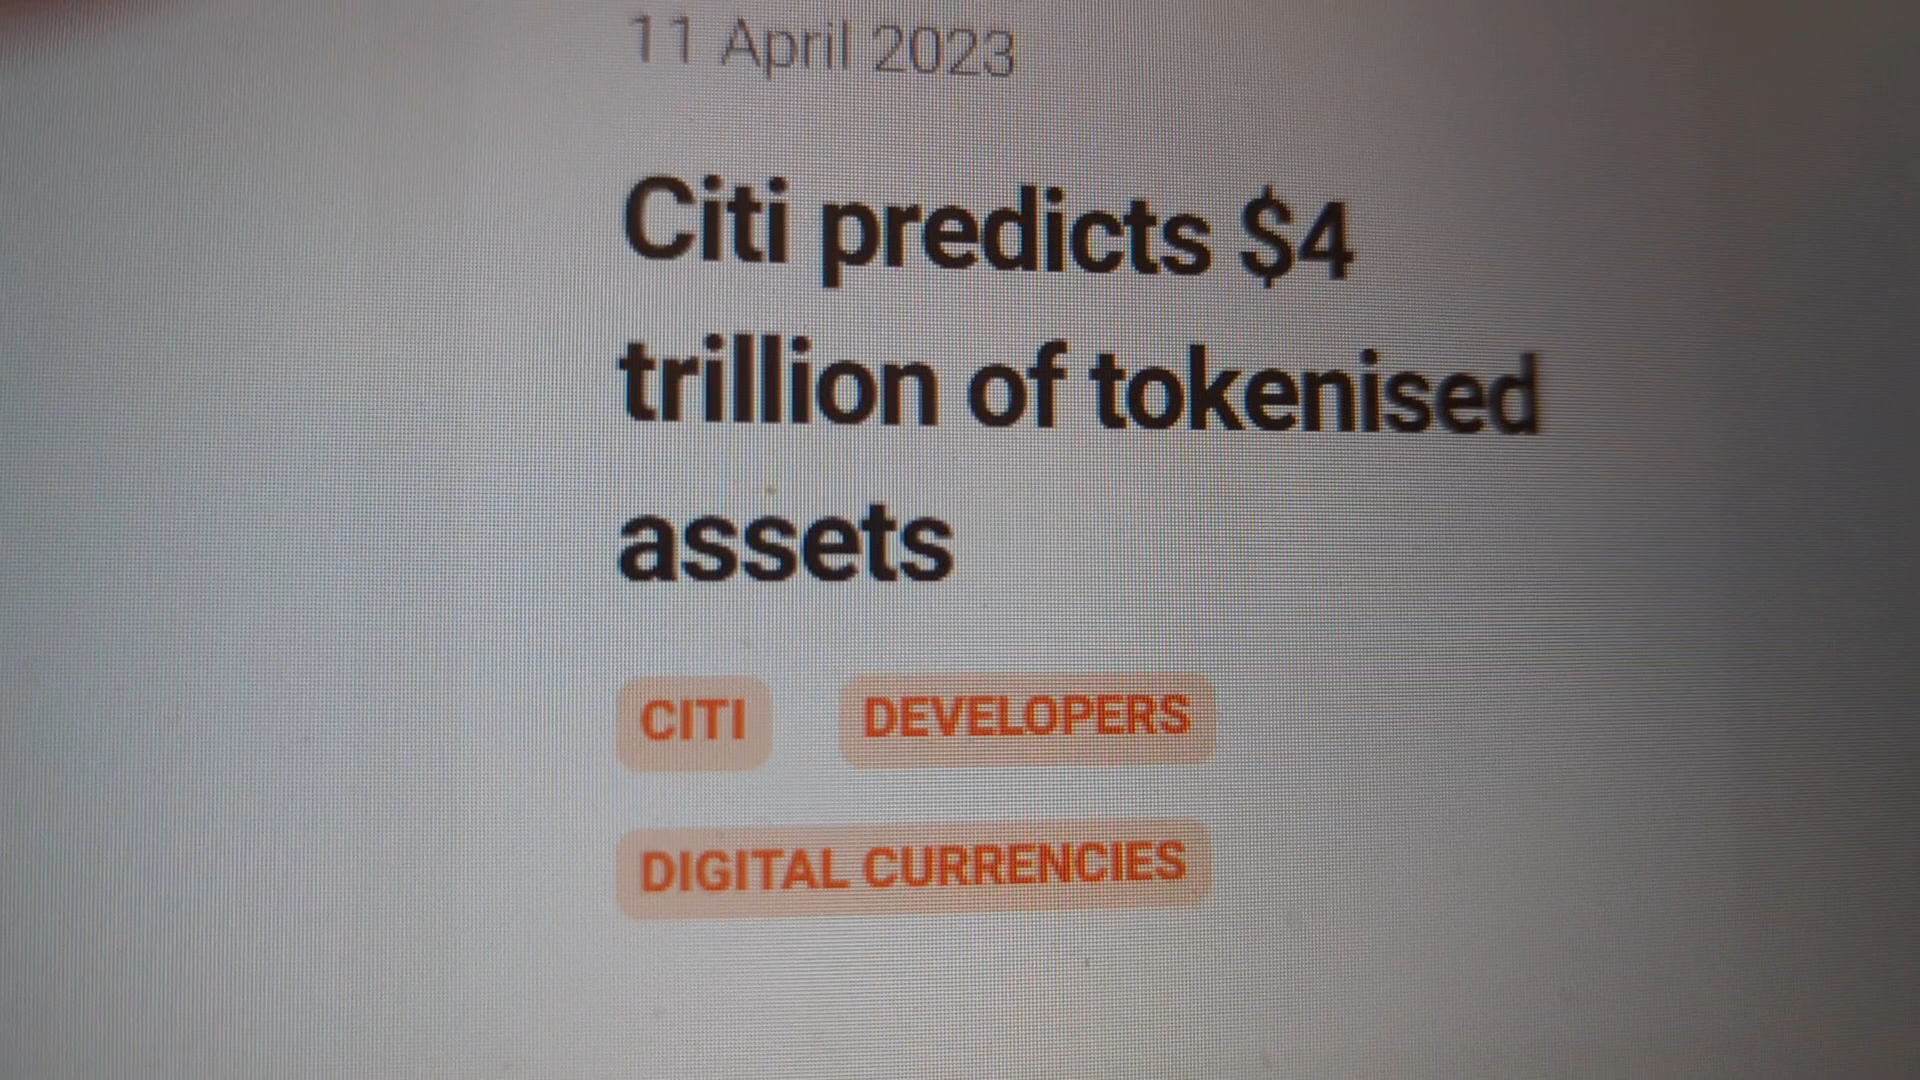 11 April 2023
Citi predicts $4
trillion of tokenised
assets
CITI DEVELOPERS
DIGITAL CURRENCIES